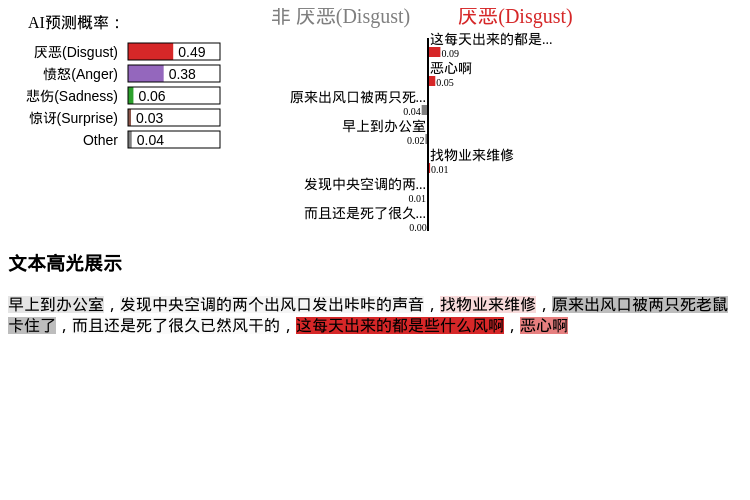 AI预测概率：
厌恶(Disgust) 0.49
愤怒(Anger) 0.38
悲伤(Sadness) 0.06
惊讶(Surprise) 0.03
Other 0.04
非 厌恶(Disgust) 厌恶(Disgust)
这每天出来的都是...
0.09
恶心啊
0.05
原来出风口被两只死...
0.04
早上到办公室
0.02
找物业来维修
0.01
发现中央空调的两...
0.01
而且还是死了很久...
0.00
文本高光展示
早上到办公室，发现中央空调的两个出风口发出咔咔的声音，找物业来维修，原来出风口被两只死老鼠
卡住了，而且还是死了很久已然风干的，这每天出来的都是些什么风啊，恶心啊